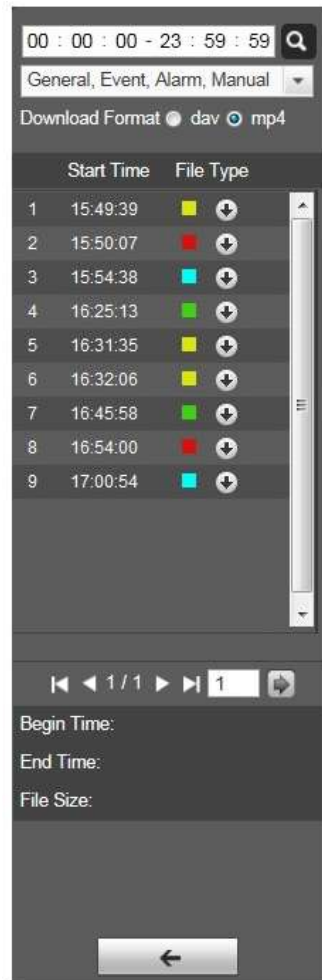 00 : 00 : 00 - 23 : 59 : 59
General, Event, Alarm, Manual
Download Format dav mp4
Start Time File Type
1 15:49:39
2 15:50:07
3 15:54:38
4 16:25:13
5 16:31:35
6 16:32:06
7 16:45:58
8 16:54:00
9 17:00:54
1 / 1 1
Begin Time:
End Time:
File Size: